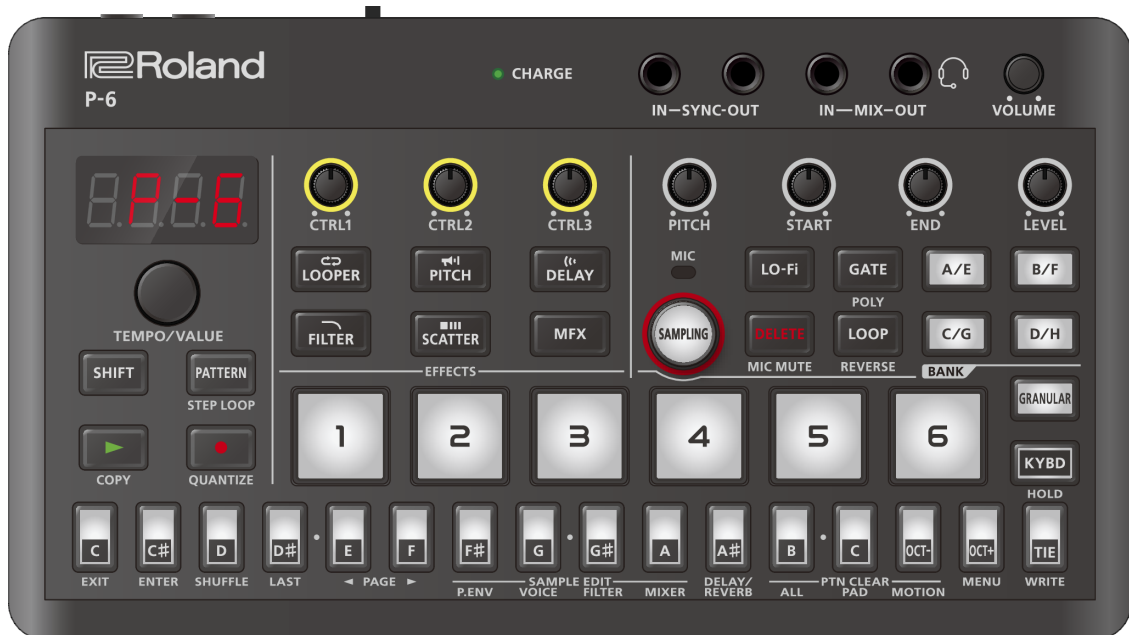 Roland
P-6
CHARGE
IN-SYNC-OUT
IN-MIX-OUT
VOLUME
P-6
CTRL1 CTRL2 CTRL3 PITCH START END LEVEL
MIC
LOOPER PITCH DELAY LO-Fi GATE A/E B/F
POLY
TEMPO/VALUE
FILTER SCATTER MFX SAMPLING DELETE LOOP C/G D/H
MIC MUTE REVERSE BANK
EFFECTS
SHIFT PATTERN
STEP LOOP
GRANULAR
1 2 3 4 5 6
COPY QUANTIZE
KYBD
HOLD
C C# D D# E F F# G G# A A# B C OCT- OCT+ TIE
EXIT ENTER SHUFFLE LAST ◄ PAGE ► SAMPLE EDIT DELAY/ PTN CLEAR MENU WRITE
P.ENV VOICE FILTER MIXER REVERB ALL PAD MOTION